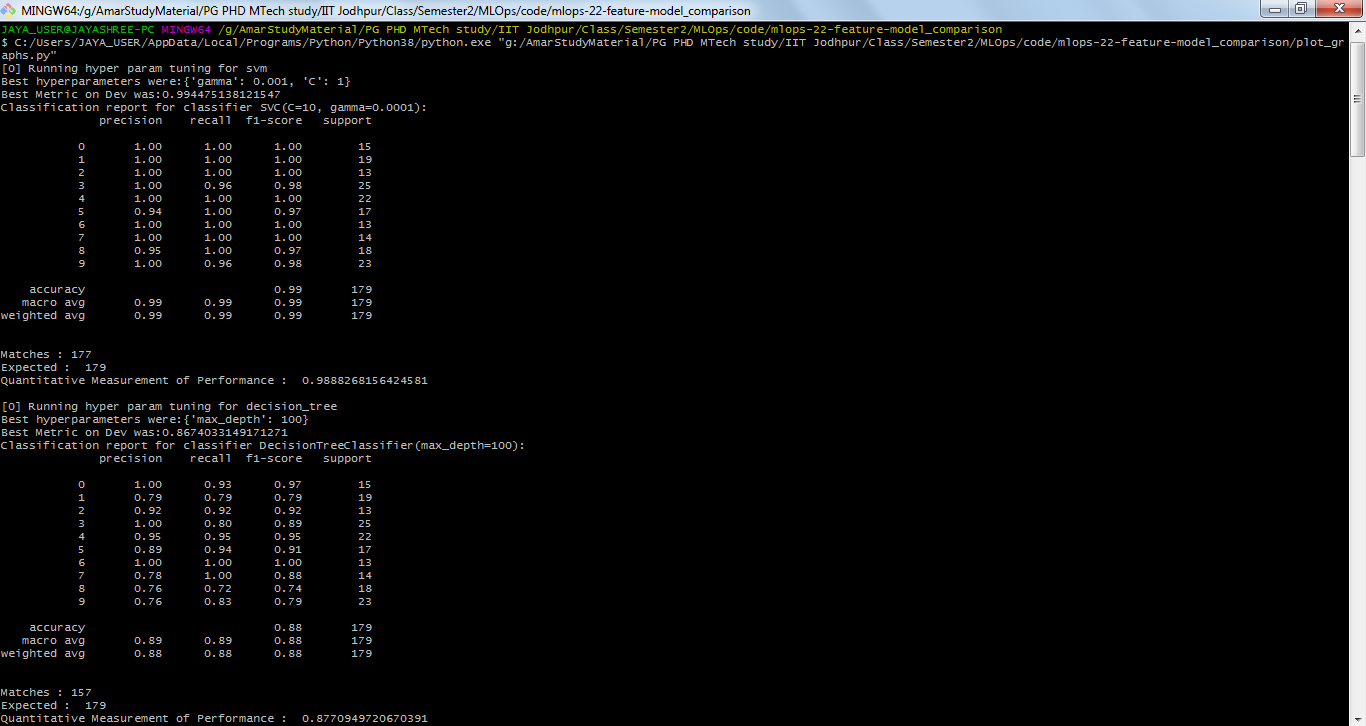 MINGW64:/g/AmarStudyMaterial/PG PHD MTech study/IIT Jodhpur/Class/Semester2/MLOps/code/mlops-22-feature-model_comparison
JAYA_USER@JAYASHREE-PC MINGW64 /g/AmarStudyMaterial/PG PHD MTech study/IIT Jodhpur/Class/Semester2/MLOps/code/mlops-22-feature-model_comparison
$ C:/Users/JAYA_USER/AppData/Local/Programs/Python/Python38/python.exe "g:/AmarStudyMaterial/PG PHD MTech study/IIT Jodhpur/Class/Semester2/MLOps/code/mlops-22-feature-model_comparison/plot_gr
aphs.py"
[0] Running hyper param tuning for svm
Best hyperparameters were:{'gamma': 0.001, 'C': 1}
Best Metric on Dev was:0.994475138121547
Classification report for classifier SVC(C=10, gamma=0.0001):
precision recall f1-score support
0 1.00 1.00 1.00 15
1 1.00 1.00 1.00 19
2 1.00 1.00 1.00 13
3 1.00 0.96 0.98 25
4 1.00 1.00 1.00 22
5 0.94 1.00 0.97 17
6 1.00 1.00 1.00 13
7 1.00 1.00 1.00 14
8 0.95 1.00 0.97 18
9 1.00 0.96 0.98 23
accuracy 0.99 179
macro avg 0.99 0.99 0.99 179
weighted avg 0.99 0.99 0.99 179
Matches : 177
Expected : 179
Quantitative Measurement of Performance : 0.9888268156424581
[0] Running hyper param tuning for decision_tree
Best hyperparameters were:{'max_depth': 100}
Best Metric on Dev was:0.8674033149171271
Classification report for classifier DecisionTreeClassifier(max_depth=100):
precision recall f1-score support
0 1.00 0.93 0.97 15
1 0.79 0.79 0.79 19
2 0.92 0.92 0.92 13
3 1.00 0.80 0.89 25
4 0.95 0.95 0.95 22
5 0.89 0.94 0.91 17
6 1.00 1.00 1.00 13
7 0.78 1.00 0.88 14
8 0.76 0.72 0.74 18
9 0.76 0.83 0.79 23
accuracy 0.88 179
macro avg 0.89 0.89 0.88 179
weighted avg 0.88 0.88 0.88 179
Matches : 157
Expected : 179
Quantitative Measurement of Performance : 0.8770949720670391